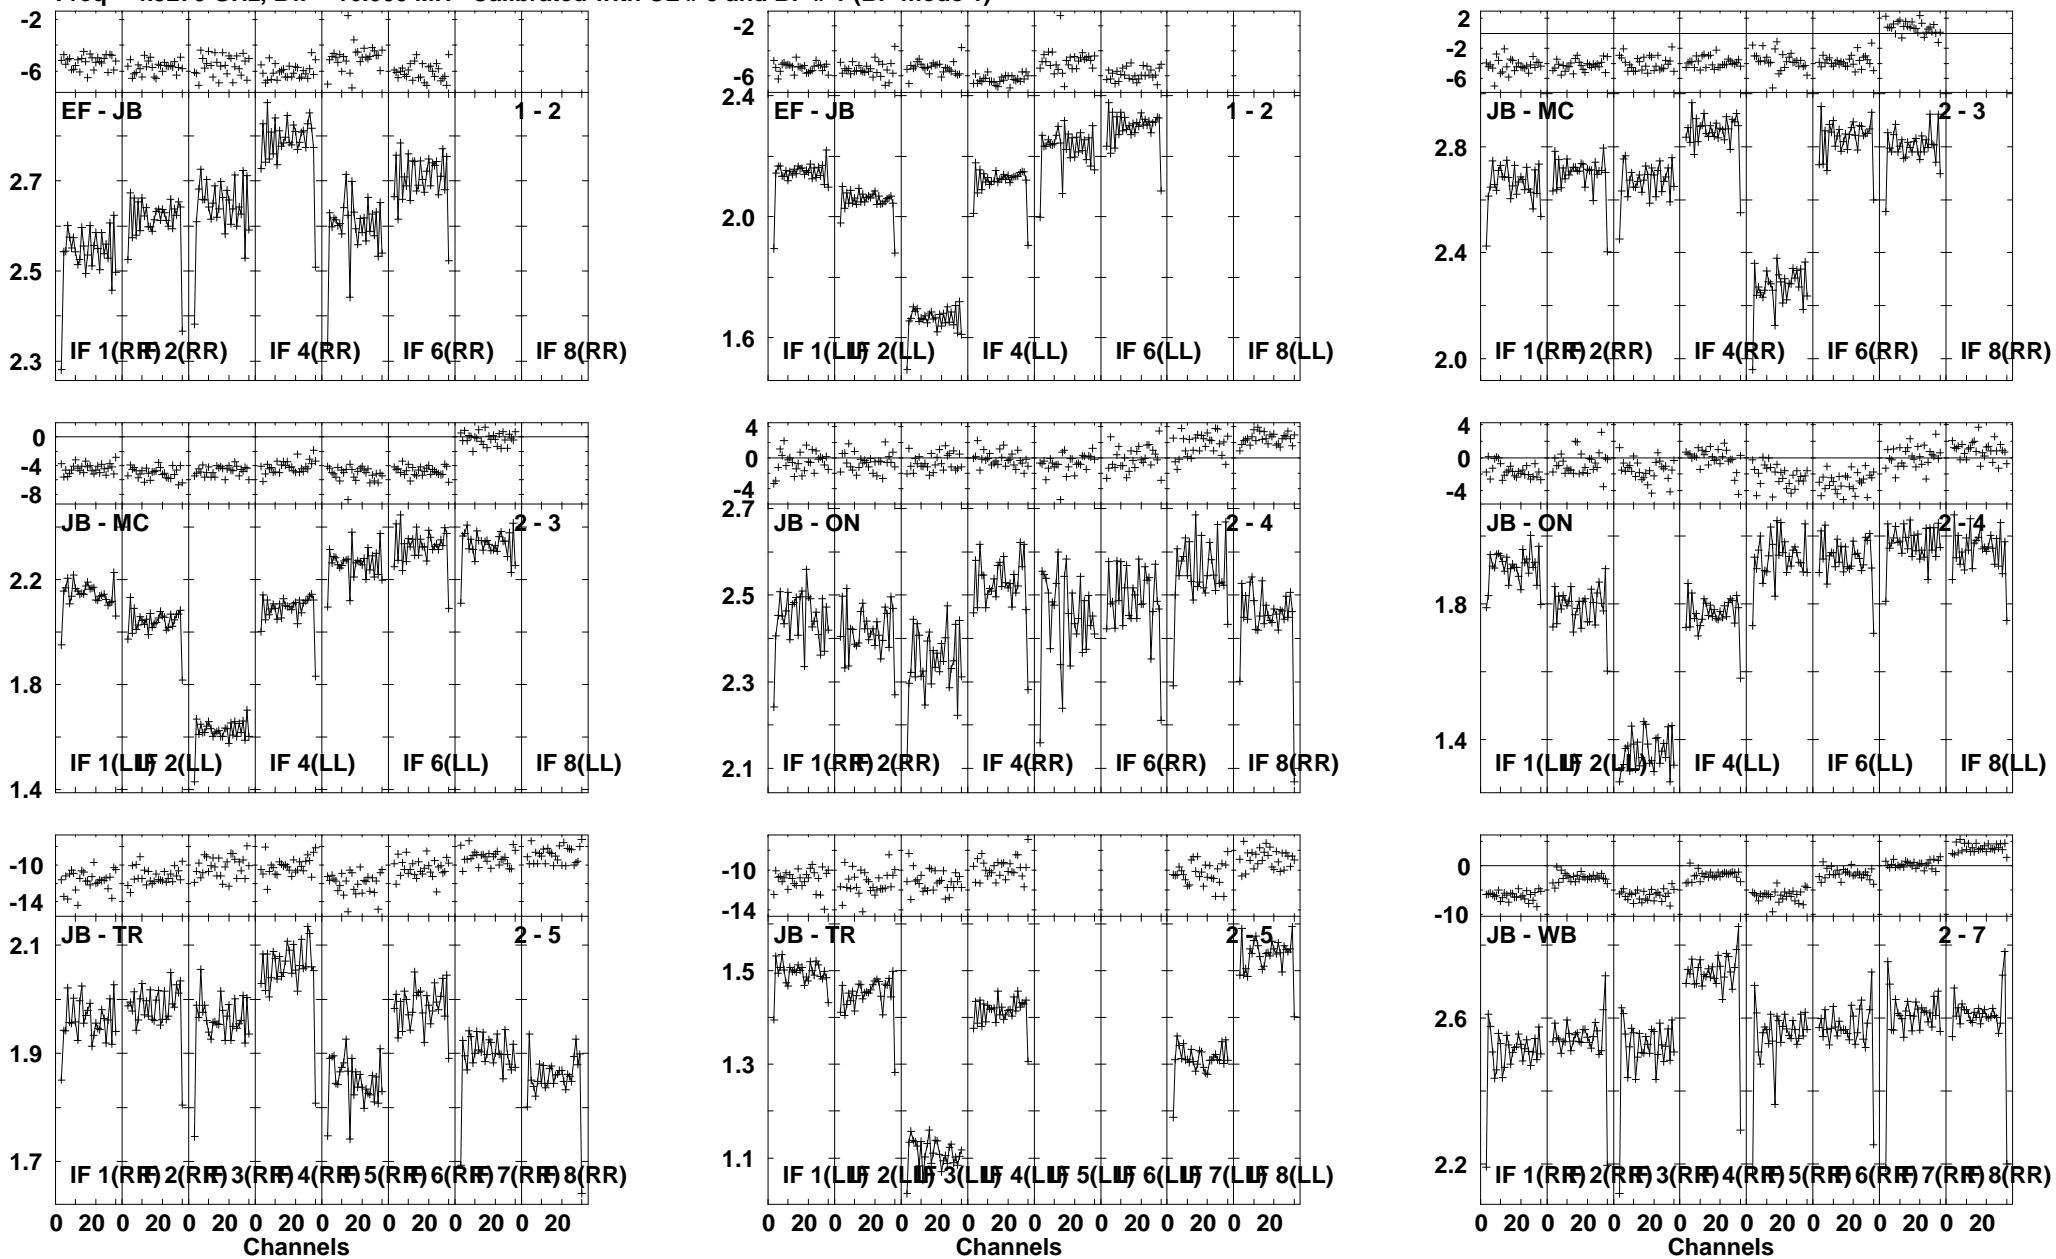 -2
-6
EF - JB
1 - 2
2.7
2.5
2.3
IF 1(RR)
IF 2(RR)
IF 4(RR)
IF 6(RR)
IF 8(RR)
-2
-6
2.4
EF - JB
1 - 2
2.0
1.6
IF 1(LL)
IF 2(LL)
IF 4(LL)
IF 6(LL)
IF 8(LL)
2
-2
-6
JB - MC
2 - 3
2.8
2.4
2.0
IF 1(RR)
IF 2(RR)
IF 4(RR)
IF 6(RR)
IF 8(RR)
0
-4
-8
JB - MC
2 - 3
2.2
1.8
1.4
IF 1(LL)
IF 2(LL)
IF 4(LL)
IF 6(LL)
IF 8(LL)
4
0
-4
2.7
JB - ON
2 - 4
2.5
2.3
2.1
IF 1(RR)
IF 2(RR)
IF 4(RR)
IF 6(RR)
IF 8(RR)
4
0
-4
JB - ON
2 - 4
1.8
1.4
IF 1(LL)
IF 2(LL)
IF 4(LL)
IF 6(LL)
IF 8(LL)
-10
-14
JB - TR
2 - 5
2.1
1.9
1.7
IF 1(RR)
IF 2(RR)
IF 3(RR)
IF 4(RR)
IF 5(RR)
IF 6(RR)
IF 7(RR)
IF 8(RR)
0 20 0 20 0 20 0 20 0 20 0 20 0 20 0 20
Channels
-10
-14
JB - TR
2 - 5
1.5
1.3
1.1
IF 1(LL)
IF 2(LL)
IF 3(LL)
IF 4(LL)
IF 5(LL)
IF 6(LL)
IF 7(LL)
IF 8(LL)
0 20 0 20 0 20 0 20 0 20 0 20 0 20 0 20
Channels
0
-10
JB - WB
2 - 7
2.6
2.2
IF 1(RR)
IF 2(RR)
IF 3(RR)
IF 4(RR)
IF 5(RR)
IF 6(RR)
IF 7(RR)
IF 8(RR)
0 20 0 20 0 20 0 20 0 20 0 20 0 20 0 20
Channels